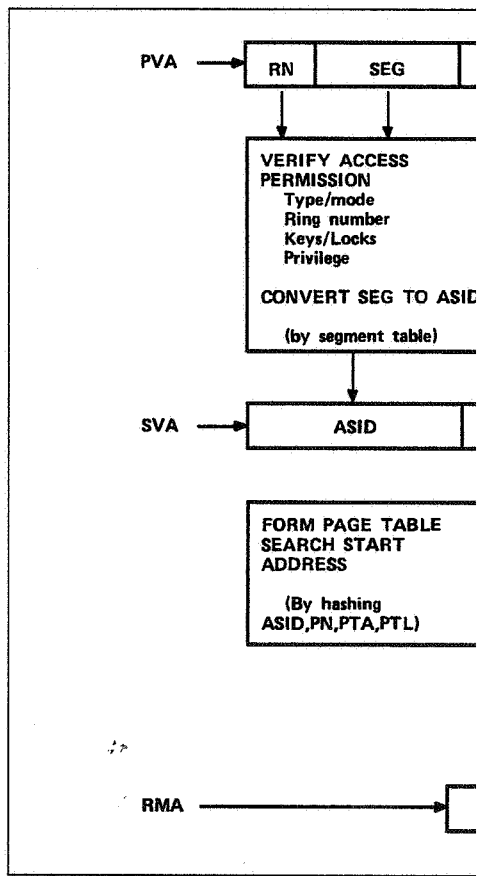 PVA RN SEG
VERIFY ACCESS
PERMISSION
Type/mode
Ring number
Keys/Locks
Privilege
CONVERT SEG TO ASID
(by segment table)
SVA ASID
FORM PAGE TABLE
SEARCH START
ADDRESS
(By hashing
ASID,PN,PTA,PTL)
RMA